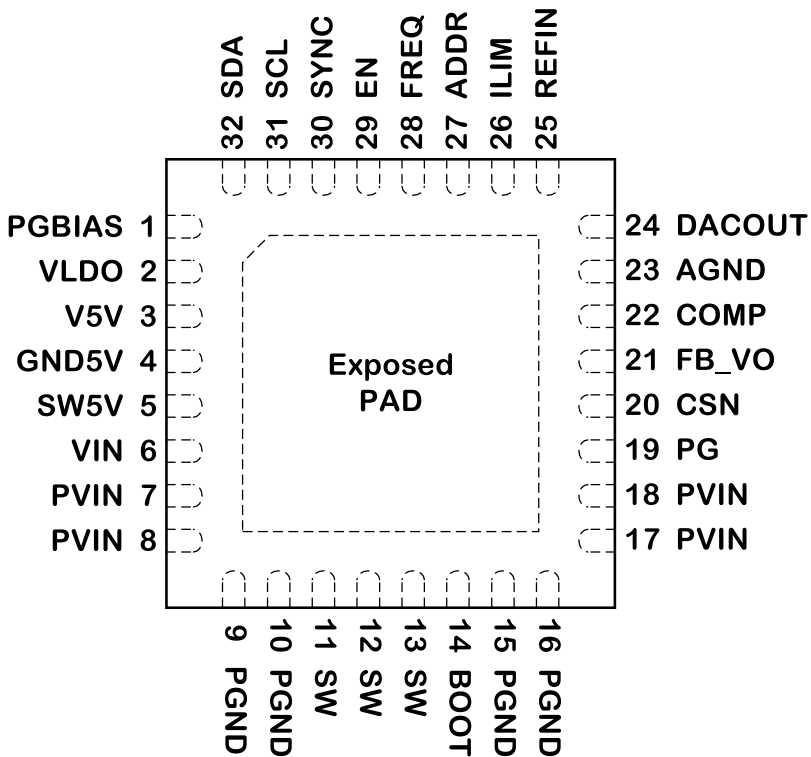 32 SDA
31 SCL
30 SYNC
29 EN
28 FREQ
27 ADDR
26 ILIM
25 REFIN
PGBIAS 1
VLDO 2
V5V 3
GND5V 4
SW5V 5
VIN 6
PVIN 7
PVIN 8
Exposed
PAD
24 DACOUT
23 AGND
22 COMP
21 FB_VO
20 CSN
19 PG
18 PVIN
17 PVIN
9 PGND
10 PGND
11 SW
12 SW
13 SW
14 BOOT
15 PGND
16 PGND